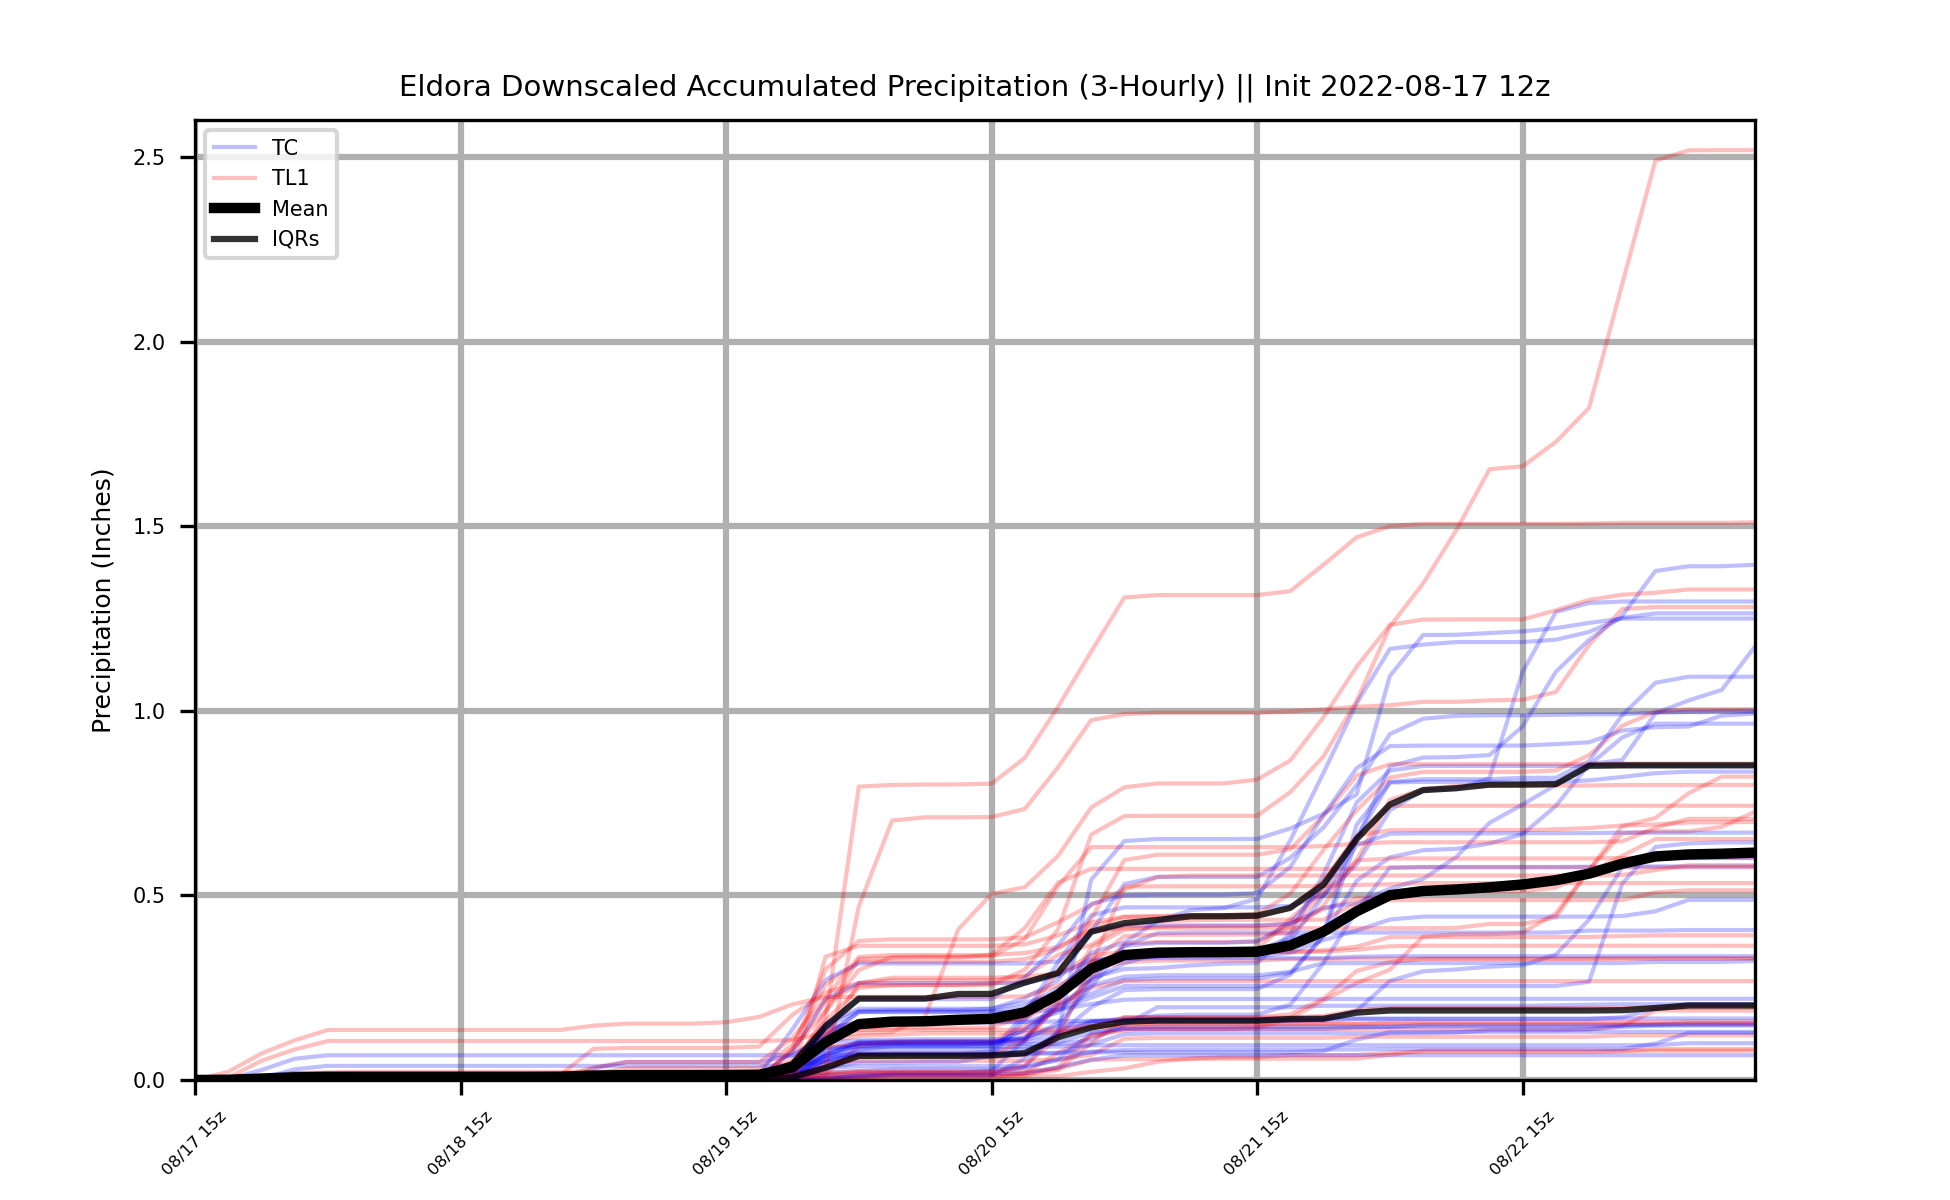 Eldora Downscaled Accumulated Precipitation (3-Hourly) || Init 2022-08-17 12z
TC
TL1
Mean
IQRs
Precipitation (Inches)
2.5
2.0
1.5
1.0
0.5
0.0
08/17 15z
08/18 15z
08/19 15z
08/20 15z
08/21 15z
08/22 15z